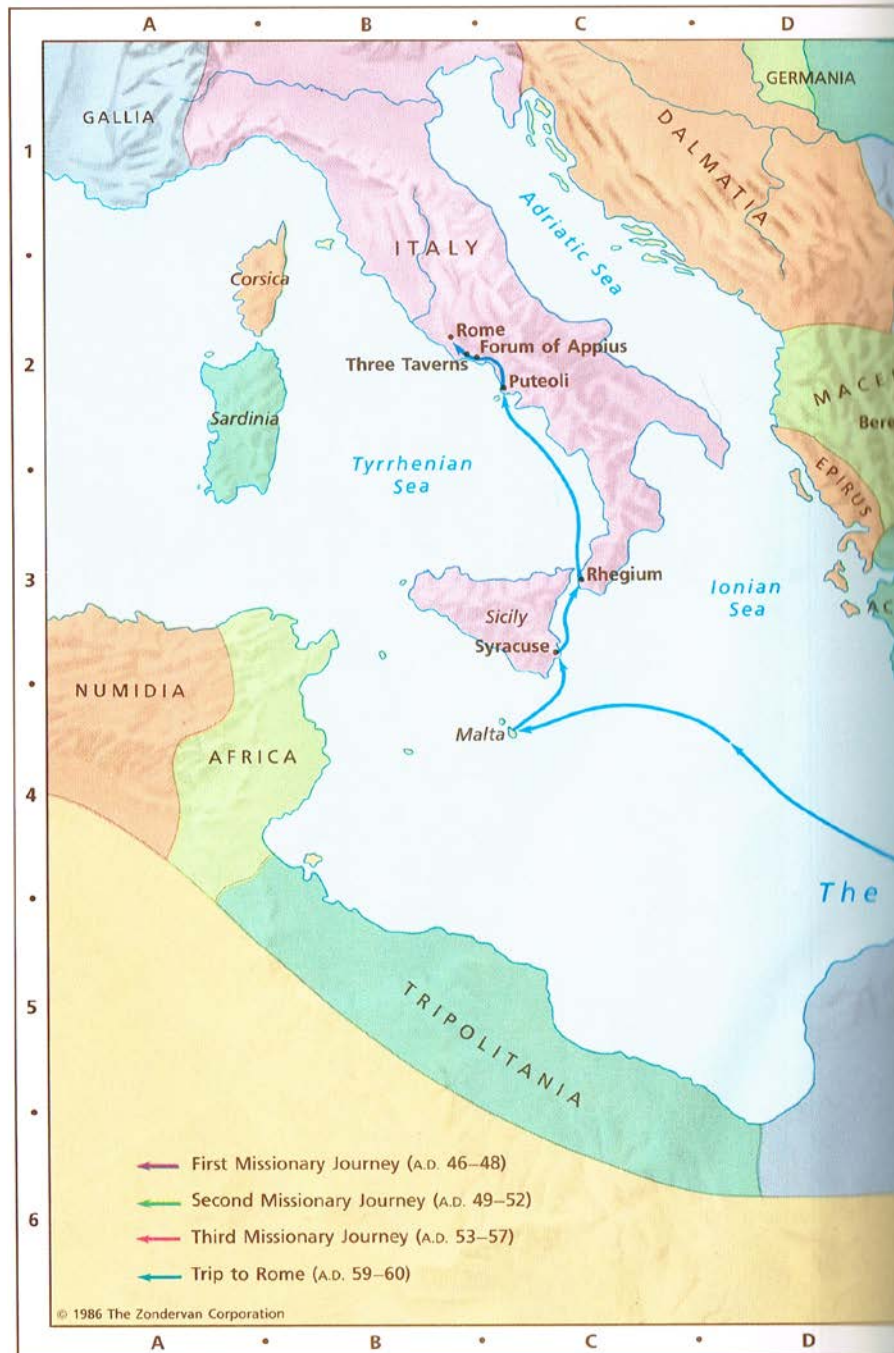 A • B • C • D
GERMANIA
GALLIA
DALMATIA
1
Adriatic Sea
ITALY
•
Corsica
Rome
Forum of Appius
2
Three Taverns
Puteoli
MACE
Bere
Sardinia
EPIRUS
•
Tyrrhenian
Sea
3
Rhegium
Ionian
Sea
AC
Sicily
Syracuse
•
NUMIDIA
Malta
AFRICA
4
The
•
5
TRIPOLITANIA
•
First Missionary Journey (A.D. 46–48)
Second Missionary Journey (A.D. 49–52)
6
Third Missionary Journey (A.D. 53–57)
Trip to Rome (A.D. 59–60)
© 1986 The Zondervan Corporation
A • B • C • D